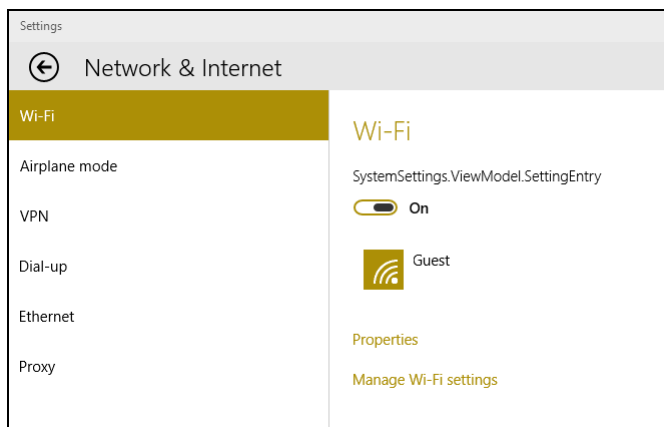 Settings
Network & Internet
Wi-Fi
Airplane mode
VPN
Dial-up
Ethernet
Proxy
Wi-Fi
SystemSettings.ViewModel.SettingEntry
On
Guest
Properties
Manage Wi-Fi settings